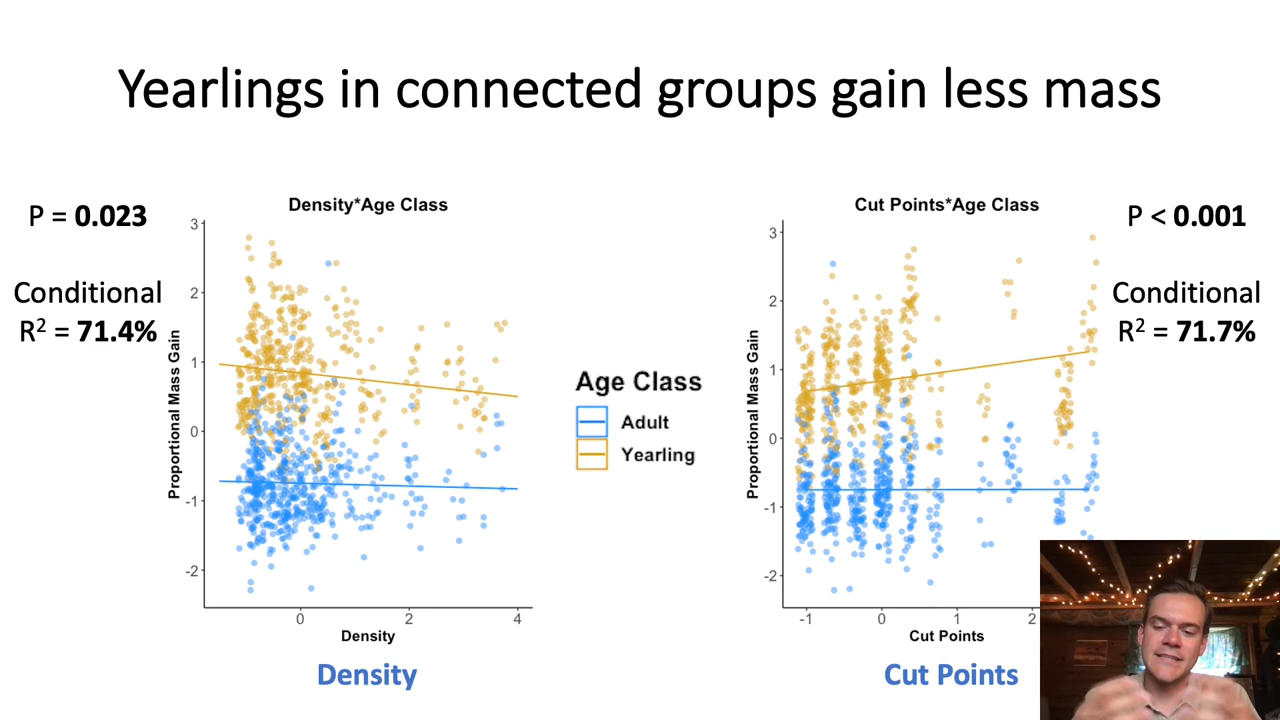 Yearlings in connected groups gain less mass
P = 0.023
Conditional
R² = 71.4%
Density*Age Class
3
2
1
0
-1
-2
Proportional Mass Gain
0 2 4
Density
Density
Age Class
Adult
Yearling
Cut Points*Age Class
3
2
1
0
-1
-2
Proportional Mass Gain
-1 0 1 2
Cut Points
Cut Points
P < 0.001
Conditional
R² = 71.7%